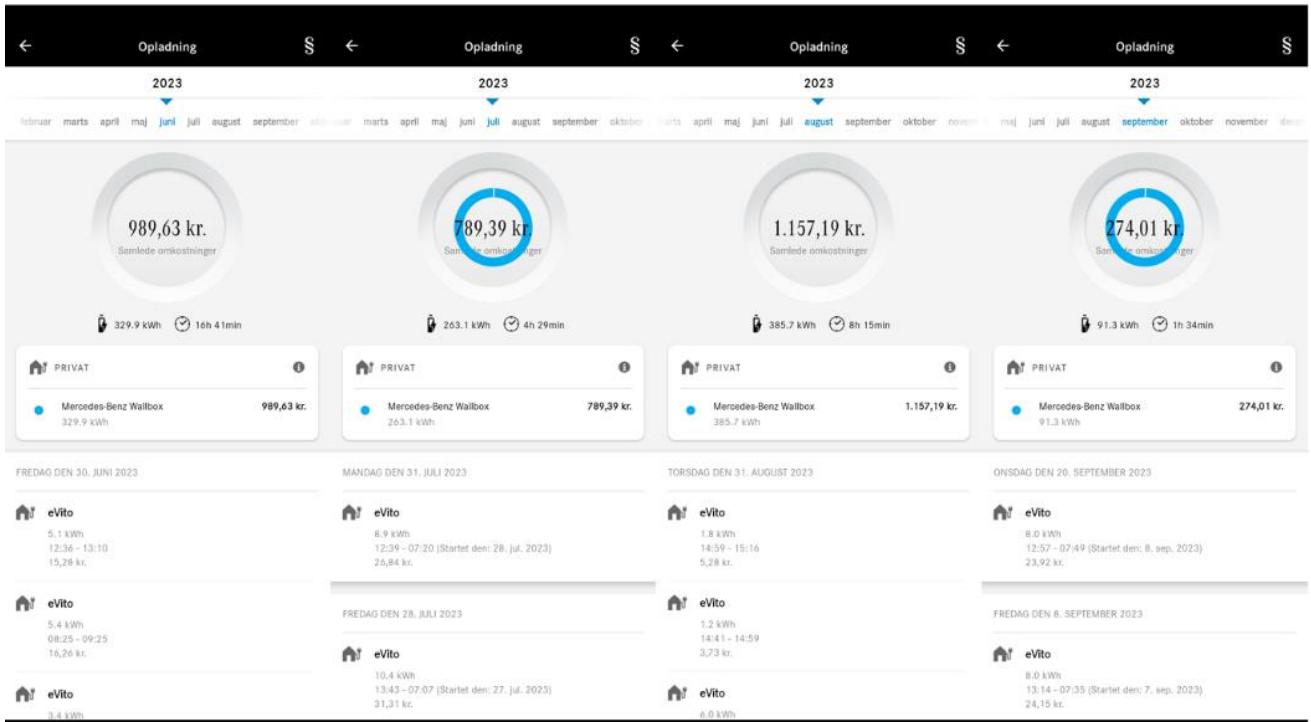 Opladning §
2023
februar marts april maj juni juli august september
989,63 kr.
Samlede omkostninger
329.9 kWh 16h 41min
PRIVAT
Mercedes-Benz Wallbox 989,63 kr.
329.9 kWh
FREDAG DEN 30. JUNI 2023
eVito
5.1 kWh
12:36 - 13:10
15,28 kr.
eVito
5.4 kWh
08:25 - 09:25
16,26 kr.
eVito
3.4 kWh
Opladning §
2023
marts april maj juni juli august september oktober
789,39 kr.
Samlede omkostninger
263.1 kWh 4h 29min
PRIVAT
Mercedes-Benz Wallbox 789,39 kr.
263.1 kWh
MANDAG DEN 31. JULI 2023
eVito
8.9 kWh
12:39 - 07:20 (Startet den: 28. jul. 2023)
26,84 kr.
FREDAG DEN 28. JULI 2023
eVito
10.4 kWh
13:43 - 07:07 (Startet den: 27. jul. 2023)
31,31 kr.
Opladning §
2023
april maj juni juli august september oktober
1.157,19 kr.
Samlede omkostninger
385.7 kWh 8h 15min
PRIVAT
Mercedes-Benz Wallbox 1.157,19 kr.
385.7 kWh
TORSDAG DEN 31. AUGUST 2023
eVito
1.8 kWh
14:59 - 15:16
5,28 kr.
eVito
1.2 kWh
14:41 - 14:59
3,73 kr.
eVito
6.0 kWh
Opladning §
2023
maj juni juli august september oktober november
274,01 kr.
Samlede omkostninger
91.3 kWh 1h 34min
PRIVAT
Mercedes-Benz Wallbox 274,01 kr.
91.3 kWh
ONSDAG DEN 20. SEPTEMBER 2023
eVito
8.0 kWh
12:57 - 07:49 (Startet den: 8. sep. 2023)
23,92 kr.
FREDAG DEN 8. SEPTEMBER 2023
eVito
8.0 kWh
13:14 - 07:35 (Startet den: 7. sep. 2023)
24,15 kr.